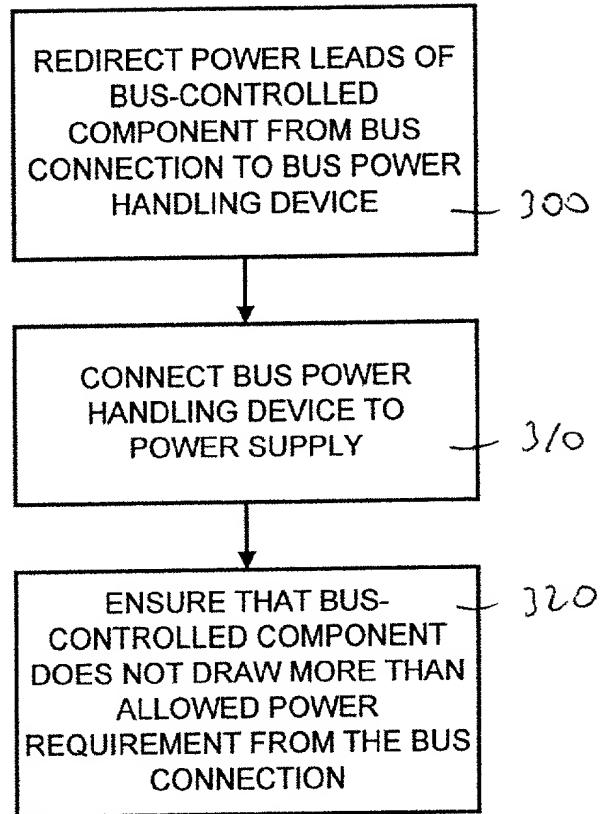 REDIRECT POWER LEADS OF
BUS-CONTROLLED
COMPONENT FROM BUS
CONNECTION TO BUS POWER
HANDLING DEVICE
300
CONNECT BUS POWER
HANDLING DEVICE TO
POWER SUPPLY
310
ENSURE THAT BUS-
320
CONTROLLED COMPONENT
DOES NOT DRAW MORE THAN
ALLOWED POWER
REQUIREMENT FROM THE BUS
CONNECTION